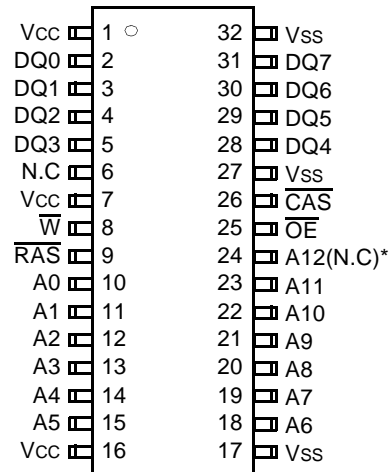 Vcc 1 32 Vss
DQ0 2 31 DQ7
DQ1 3 30 DQ6
DQ2 4 29 DQ5
DQ3 5 28 DQ4
N.C 6 27 Vss
Vcc 7 26 CAS
W 8 25 OE
RAS 9 24 A12(N.C)*
A0 10 23 A11
A1 11 22 A10
A2 12 21 A9
A3 13 20 A8
A4 14 19 A7
A5 15 18 A6
Vcc 16 17 Vss